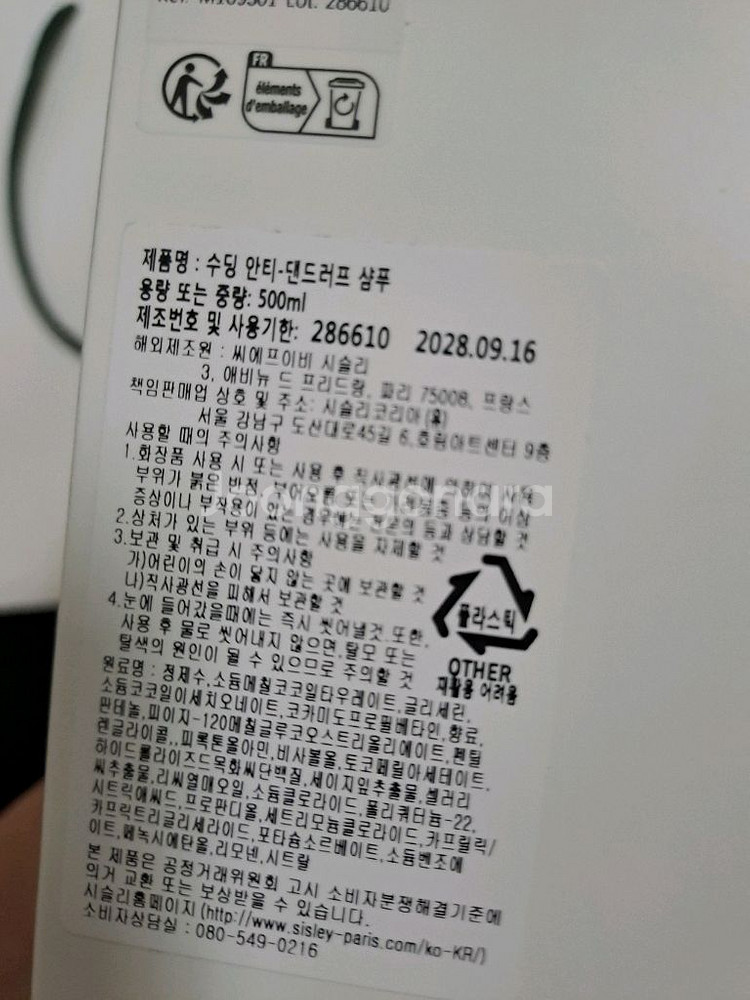 Ref. M169301 Lot. 286610
FR
éléments
d'emballage
제품명 : 수딩 안티-댄드러프 샴푸
용량 또는 중량: 500ml
제조번호 및 사용기한: 286610 2028.09.16
해외제조원 : 씨에프이비 시슬리
3, 애비뉴 드 프리드랑, 파리 75008, 프랑스
책임판매업 상호 및 주소: 시슬리코리아(유)
서울 강남구 도산대로45길 6,호림아트센터 9층
사용할 때의 주의사항
1.화장품 사용 시 또는 사용 후 직사광선에 의하여 사용
부위가 붉은 반점, 부어오름 또는 등의 이상
증상이나 부작용이 있는 경우에는 전문의 등과 상담할 것
2.상처가 있는 부위 등에는 사용을 자제할 것
3.보관 및 취급 시 주의사항
가)어린이의 손이 닿지 않는 곳에 보관할 것
나)직사광선을 피해서 보관할 것
4.눈에 들어갔을때에는 즉시 씻어낼것.또한,
사용 후 물로 씻어내지 않으면 탈모 또는
탈색의 원인이 될 수 있으므로 주의할 것
플라스틱
OTHER
재활용 어려움
원료명 : 정제수,소듐메칠코코일타우레이트,글리세린,
소듐코코일이세치오네이트,코카미도프로필베타인,향료,
판테놀,피이지-120메칠글루코오스트리올리에이트,펜틸
렌글라이콜,,피록톤올아민,비사볼올,토코페릴아세테이트,
하이드롤라이즈드목화씨단백질,세이지잎추출물,셀러리
씨추출물,리씨열매오일,소듐클로라이드,폴리쿼터늄-22,
시트릭애씨드,프로판디올,세트리모늄클로라이드,카프릴릭/
카프릭트리글리세라이드,포타슘소르베이트,소듐벤조에
이트,페녹시에탄올,리모넨,시트랄
본 제품은 공정거래위원회 고시 소비자분쟁해결기준에
의거 교환 또는 보상받을 수 있습니다.
시슬리홈페이지(http://www.sisley-paris.com/ko-KR/)
소비자상담실 : 080-549-0216